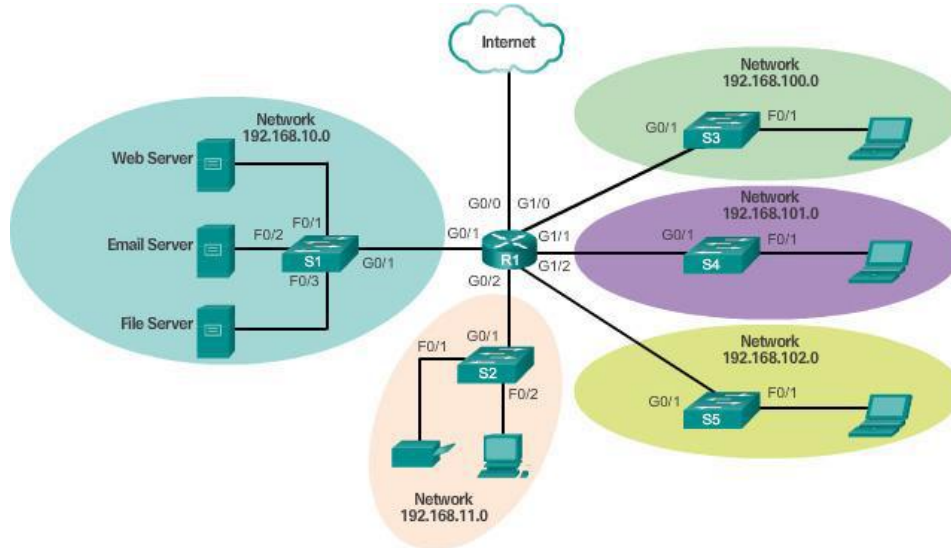 Internet
Network
192.168.100.0
G0/1
F0/1
S3
Network
192.168.10.0
Web Server
F0/1
Email Server
F0/2
S1
G0/1
F0/3
File Server
G0/0
G1/0
G0/1
G1/1
R1
G1/2
G0/2
Network
192.168.101.0
G0/1
F0/1
S4
Network
192.168.102.0
G0/1
F0/1
S5
F0/1
G0/1
S2
F0/2
Network
192.168.11.0